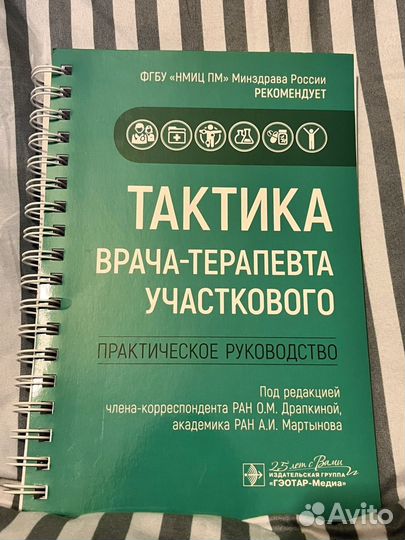 ФГБУ «НМИЦ ПМ» Минздрава России
РЕКОМЕНДУЕТ
ТАКТИКА
ВРАЧА-ТЕРАПЕВТА
УЧАСТКОВОГО
ПРАКТИЧЕСКОЕ РУКОВОДСТВО
Под редакцией
члена-корреспондента РАН О.М. Драпкиной,
академика РАН А.И. Мартынова
25 лет с Вами
ИЗДАТЕЛЬСКАЯ ГРУППА
«ГЭОТАР-Медиа»
Avito